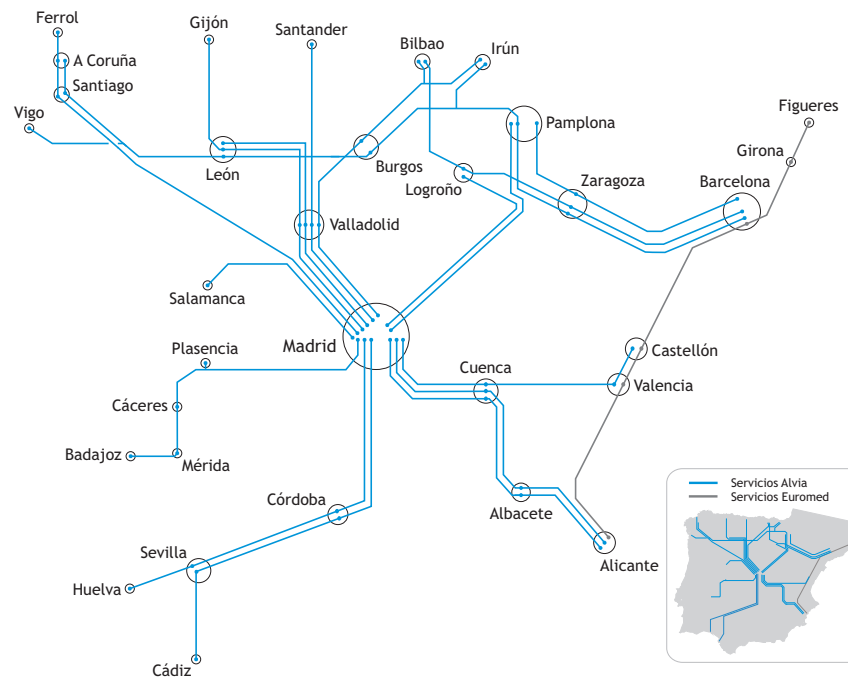 Ferrol
Gijón
Santander
Bilbao
Irún
A Coruña
Santiago
Vigo
Figueres
Pamplona
Girona
Burgos
León
Logroño
Zaragoza
Barcelona
Valladolid
Salamanca
Madrid
Plasencia
Castellón
Cuenca
Valencia
Cáceres
Badajoz
Mérida
Servicios Alvia
Servicios Euromed
Córdoba
Albacete
Sevilla
Alicante
Huelva
Cádiz